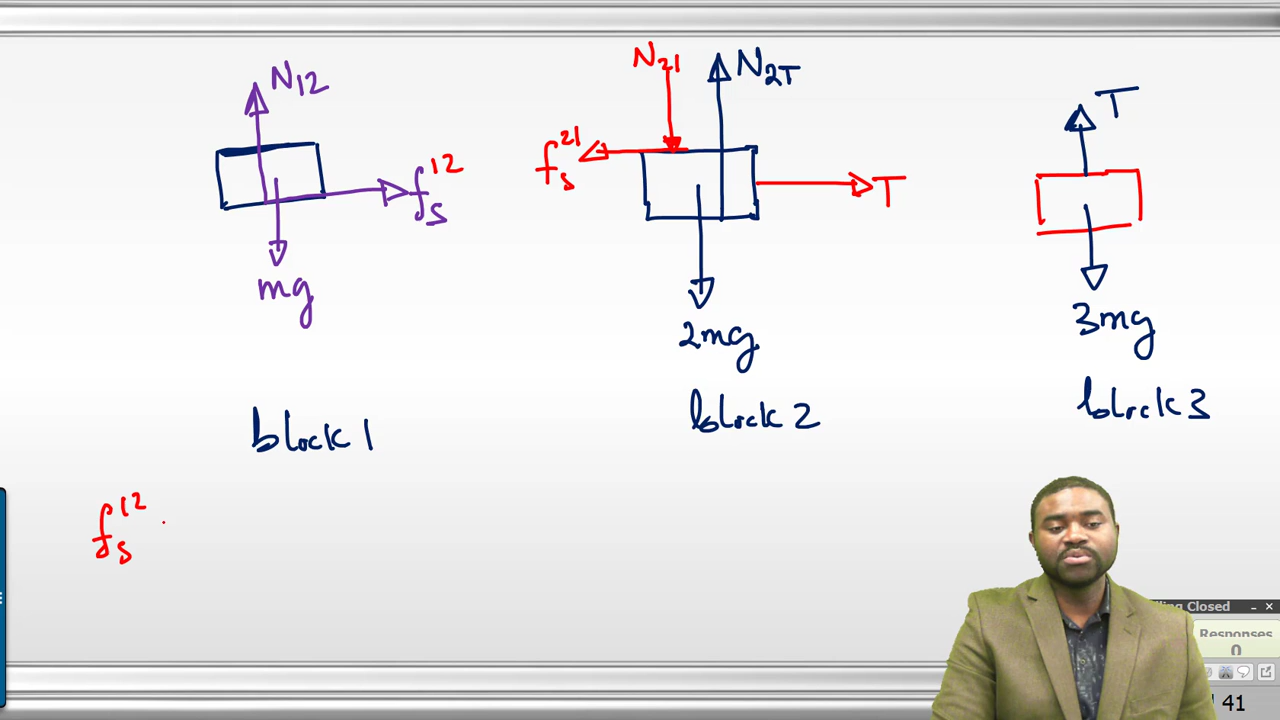 N12
f_s^12
mg
block 1
N21
N2T
f_s^21
T
2mg
block 2
T
3mg
block 3
f_s^12
lling Closed
Responses
0
41